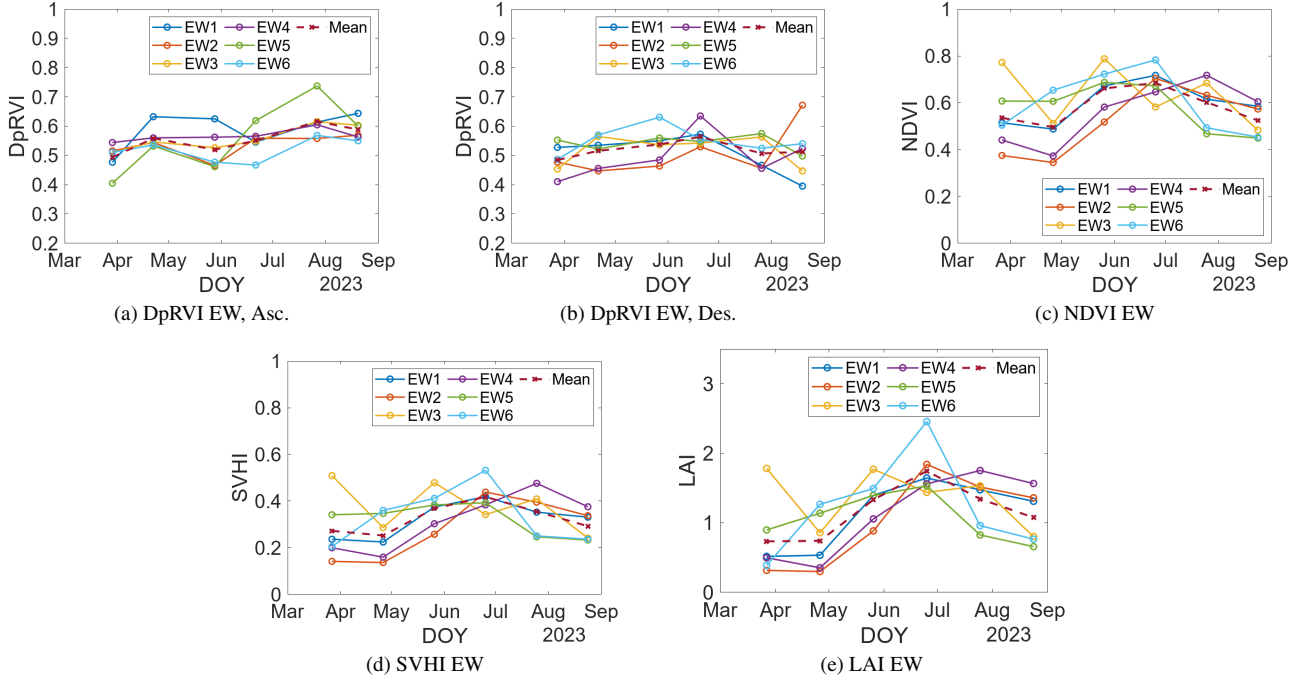 1
0.9
0.8
0.7
0.6
0.5
0.4
0.3
0.2
DpRVI
EW1 EW4 Mean
EW2 EW5
EW3 EW6
Mar Apr May Jun Jul Aug Sep
DOY 2023
(a) DpRVI EW, Asc.
1
0.9
0.8
0.7
0.6
0.5
0.4
0.3
0.2
DpRVI
EW1 EW4 Mean
EW2 EW5
EW3 EW6
Mar Apr May Jun Jul Aug Sep
DOY 2023
(b) DpRVI EW, Des.
1
0.8
0.6
0.4
0.2
0
NDVI
EW1 EW4 Mean
EW2 EW5
EW3 EW6
Mar Apr May Jun Jul Aug Sep
DOY 2023
(c) NDVI EW
1
0.8
0.6
0.4
0.2
0
SVHI
EW1 EW4 Mean
EW2 EW5
EW3 EW6
Mar Apr May Jun Jul Aug Sep
DOY 2023
(d) SVHI EW
3
2
1
0
LAI
EW1 EW4 Mean
EW2 EW5
EW3 EW6
Mar Apr May Jun Jul Aug Sep
DOY 2023
(e) LAI EW